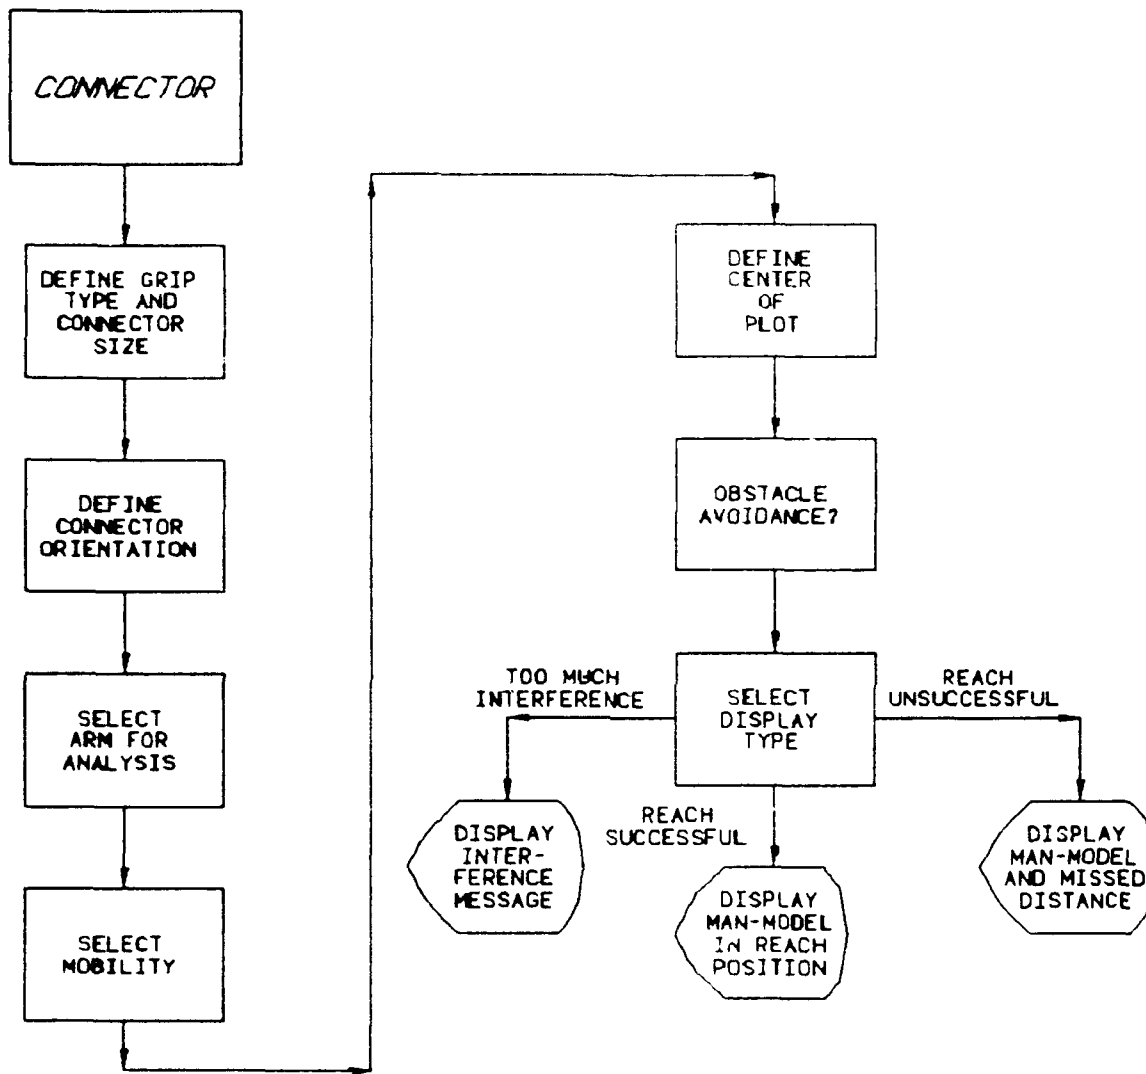 CONNECTOR
DEFINE GRIP
TYPE AND
CONNECTOR
SIZE
DEFINE
CONNECTOR
ORIENTATION
SELECT
ARM FOR
ANALYSIS
SELECT
MOBILITY
DEFINE
CENTER
OF
PLOT
OBSTACLE
AVOIDANCE?
SELECT
DISPLAY
TYPE
TOO MUCH
INTERFERENCE
REACH
UNSUCCESSFUL
REACH
SUCCESSFUL
DISPLAY
INTER-
FERENCE
MESSAGE
DISPLAY
MAN-MODEL
IN REACH
POSITION
DISPLAY
MAN-MODEL
AND MISSED
DISTANCE